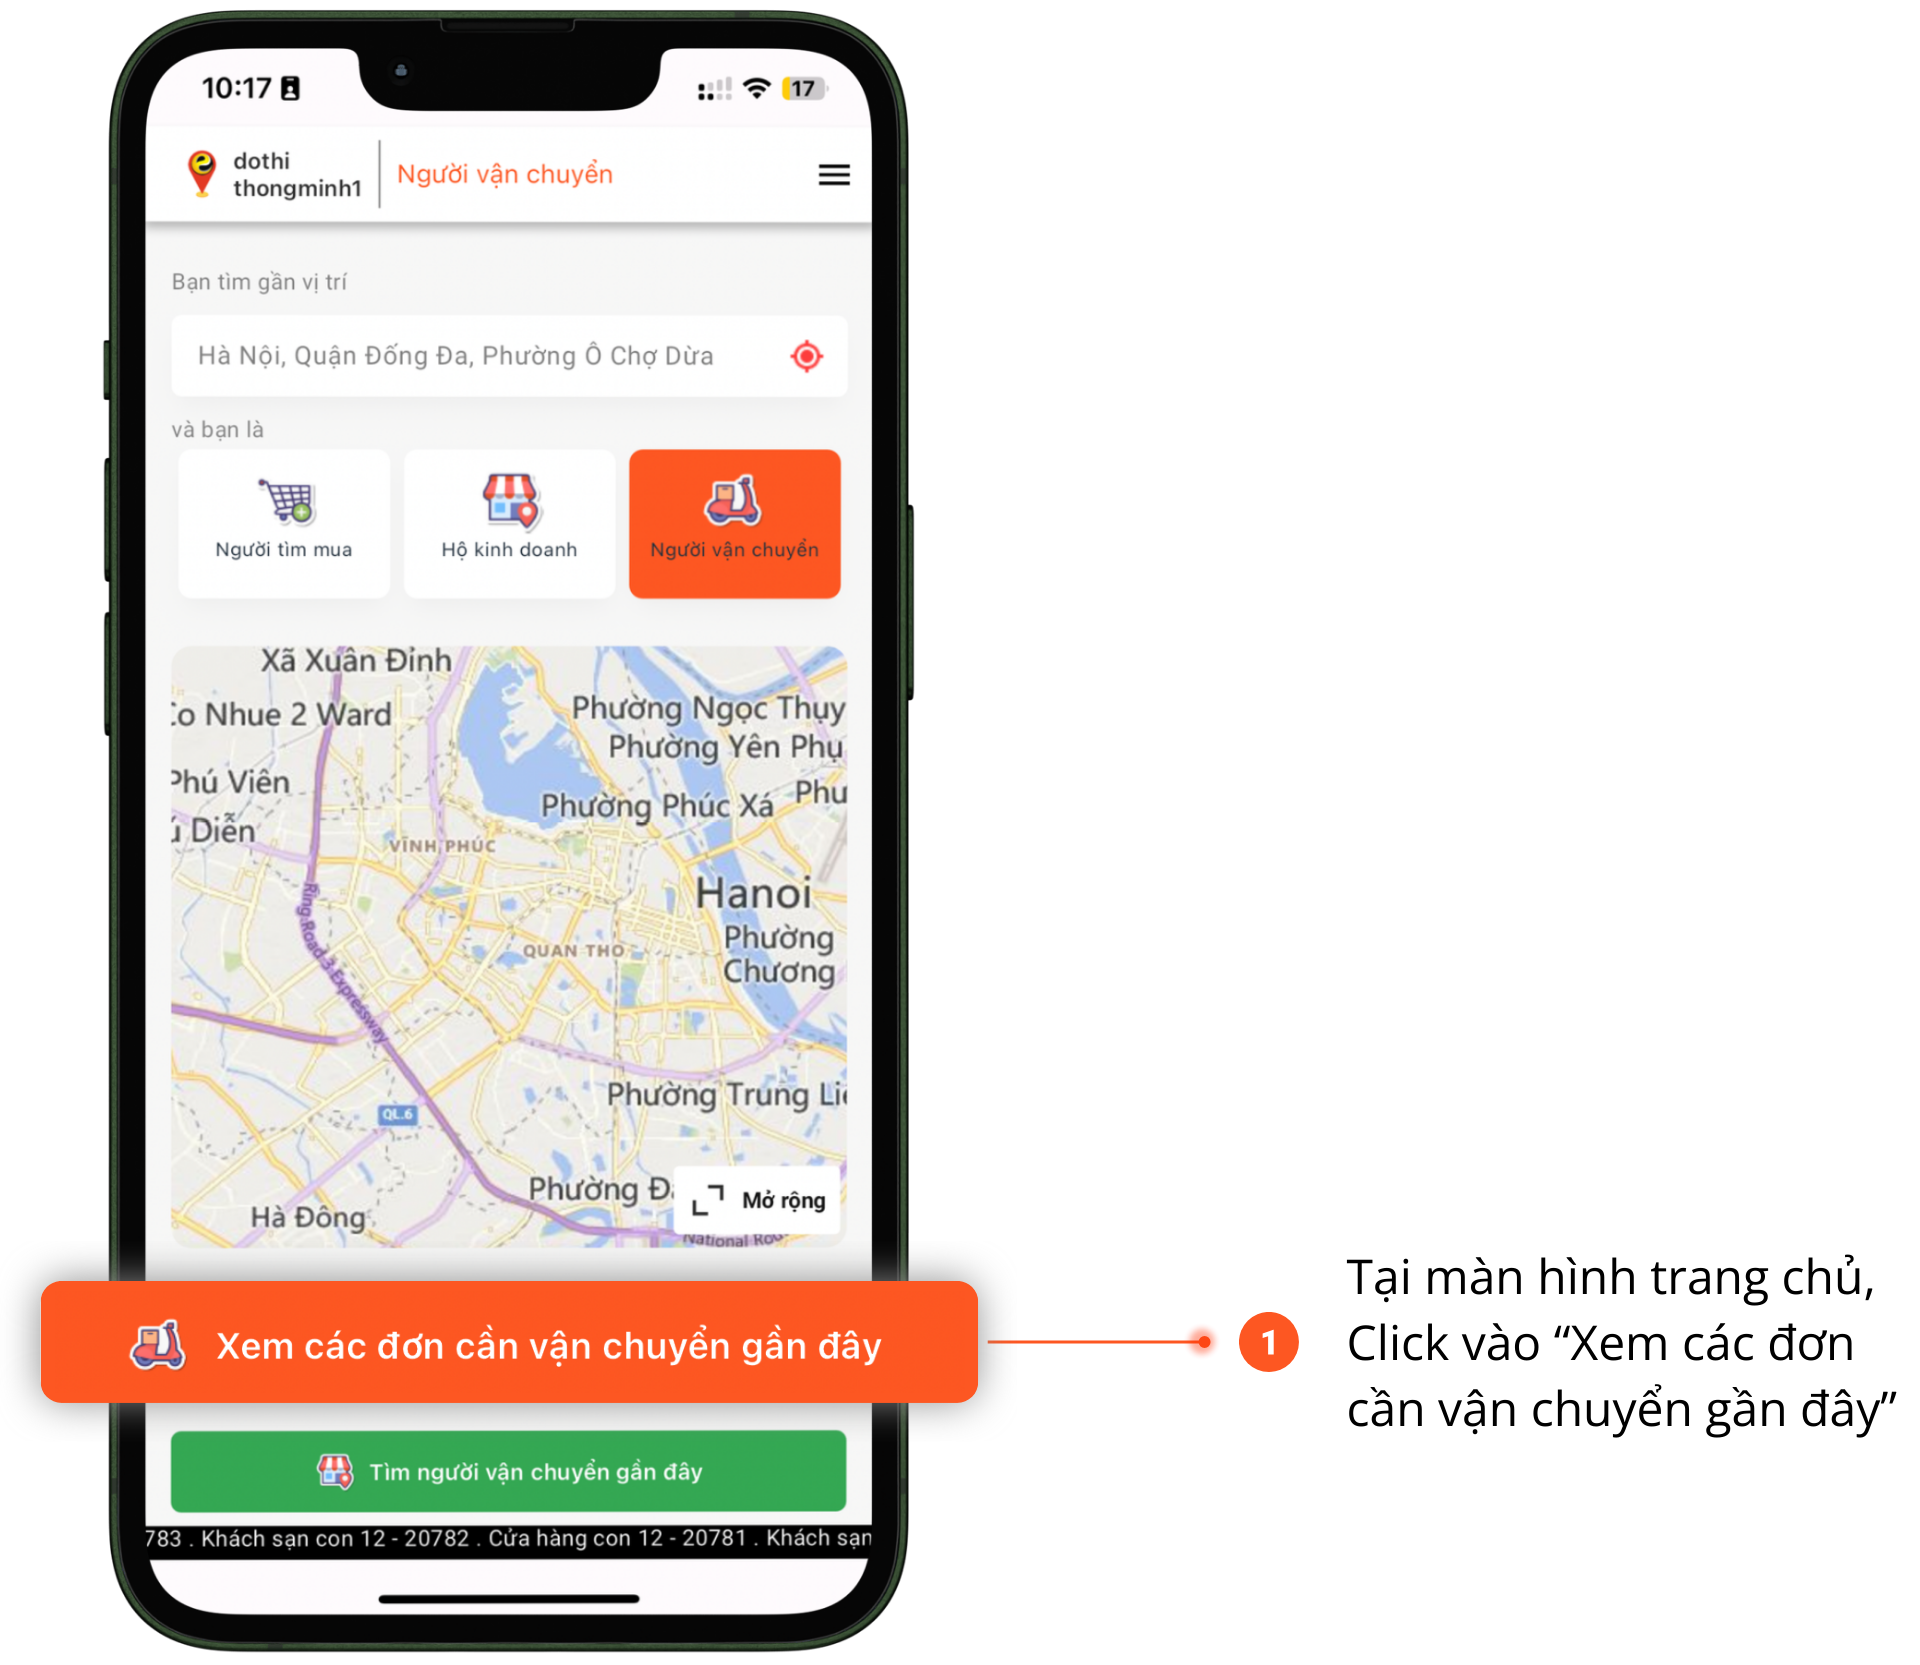 10:17
17
dothi
thongminh1
Người vận chuyển
Bạn tìm gần vị trí
Hà Nội, Quận Đống Đa, Phường Ô Chợ Dừa
và bạn là
Người tìm mua
Hộ kinh doanh
Người vận chuyển
Xã Xuân Đỉnh
Co Nhue 2 Ward
Phường Ngọc Thụy
Phường Yên Phụ
Phú Viên
Phường Phúc Xá
Phu
Diễn
VĨNH PHÚC
Hanoi
Ring Road 3 Expressway
Phường
Chương
QUAN THO
Phường Trung Liệ
QL.6
Phường Đ
Mở rộng
Hà Đông
National Ro
Xem các đơn cần vận chuyển gần đây
1
Tại màn hình trang chủ,
Click vào “Xem các đơn
cần vận chuyển gần đây”
Tìm người vận chuyển gần đây
783 . Khách sạn con 12 - 20782 . Cửa hàng con 12 - 20781 . Khách sạn